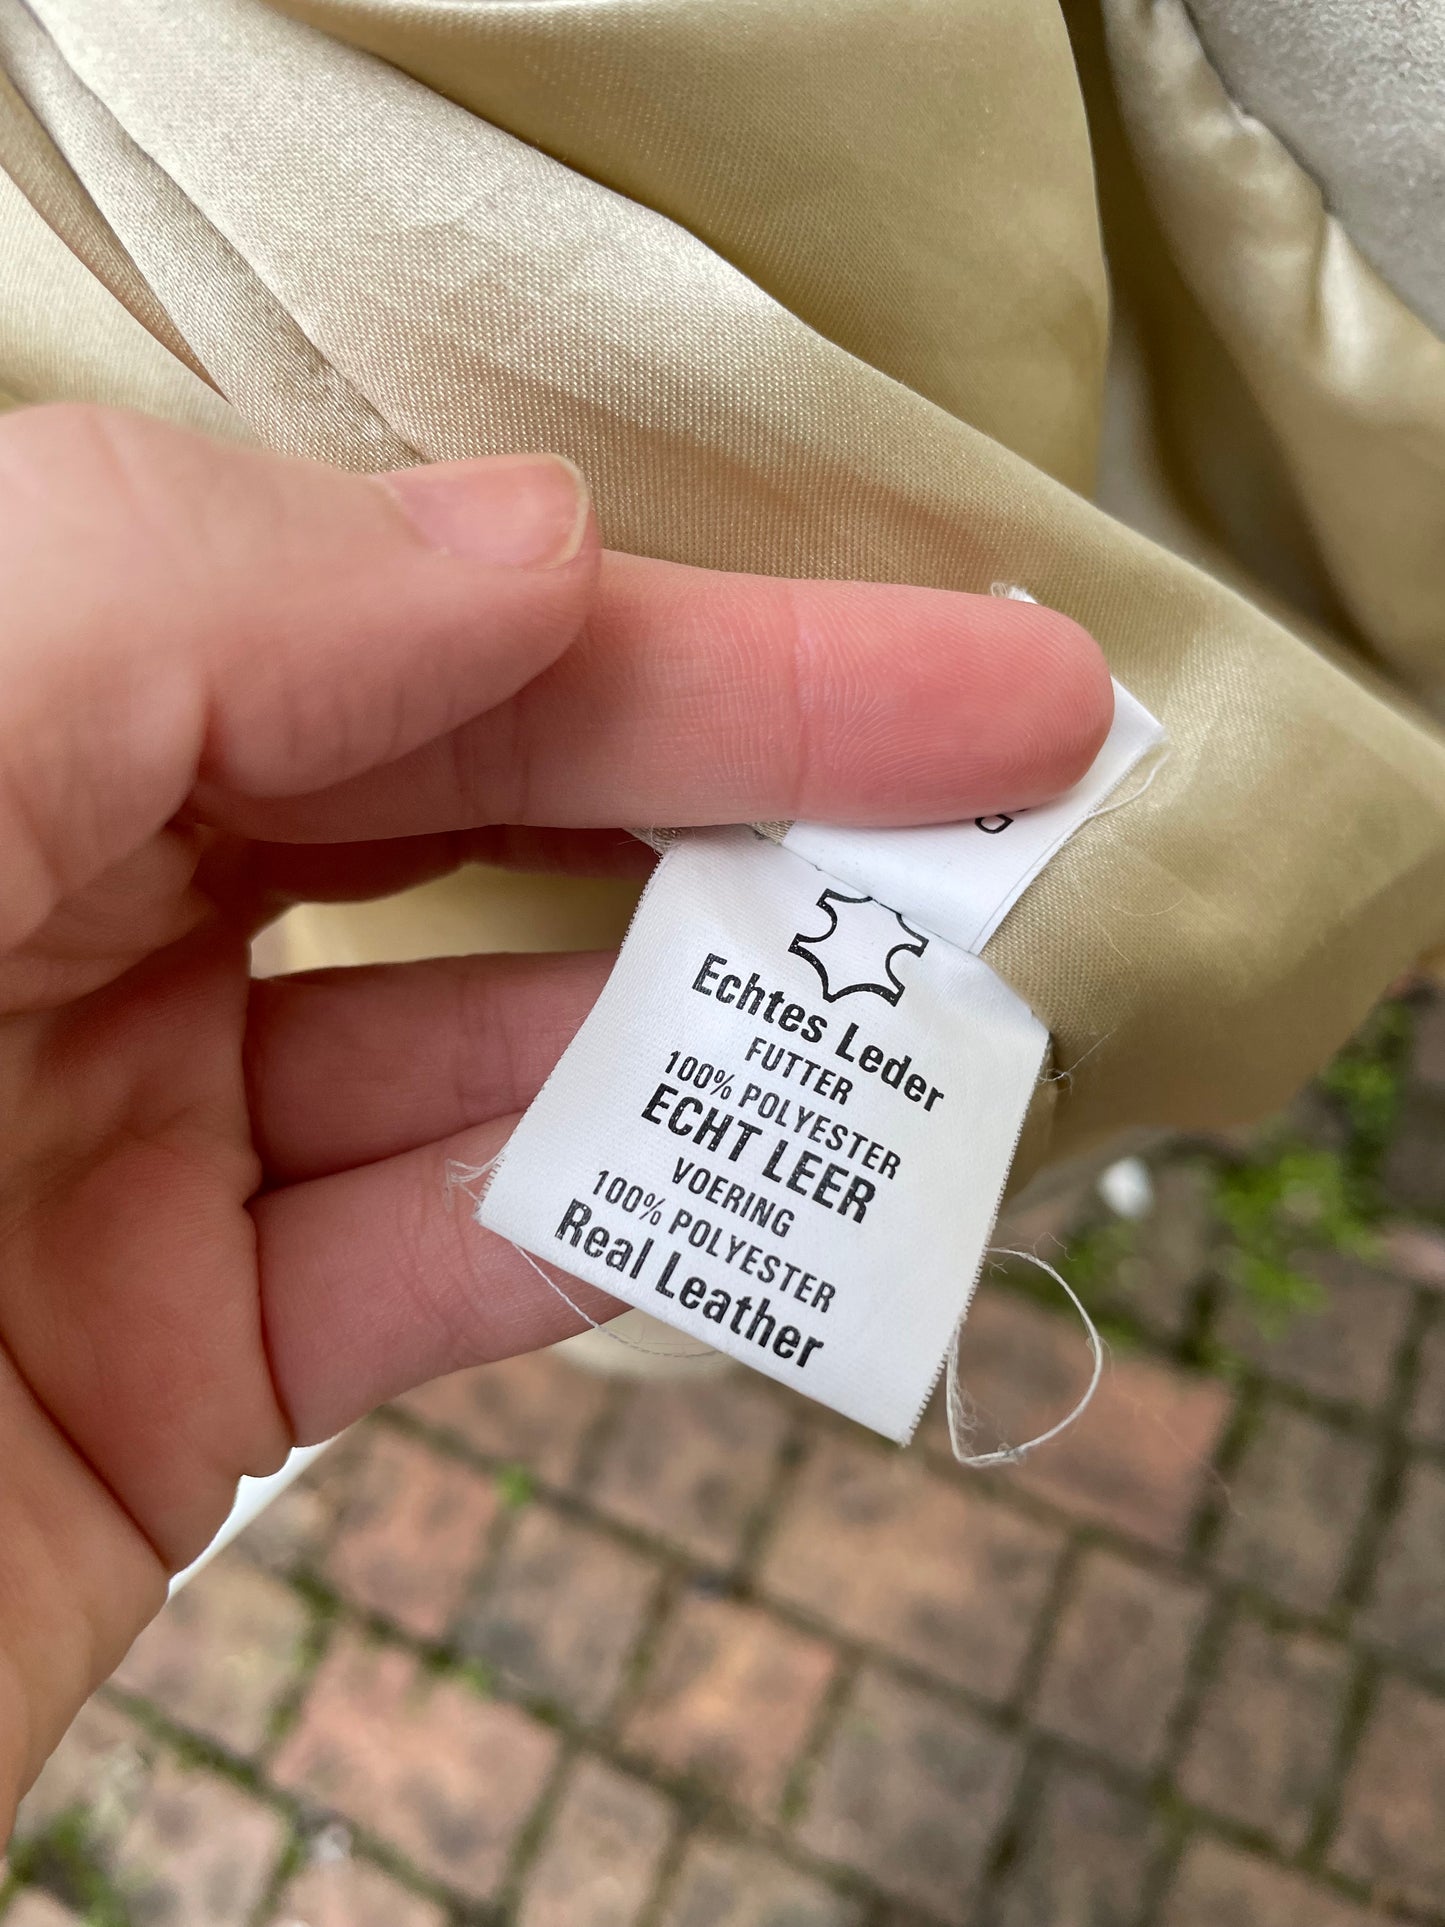 Echtes Leder
FUTTER
100% POLYESTER
ECHT LEER
VOERING
100% POLYESTER
Real Leather